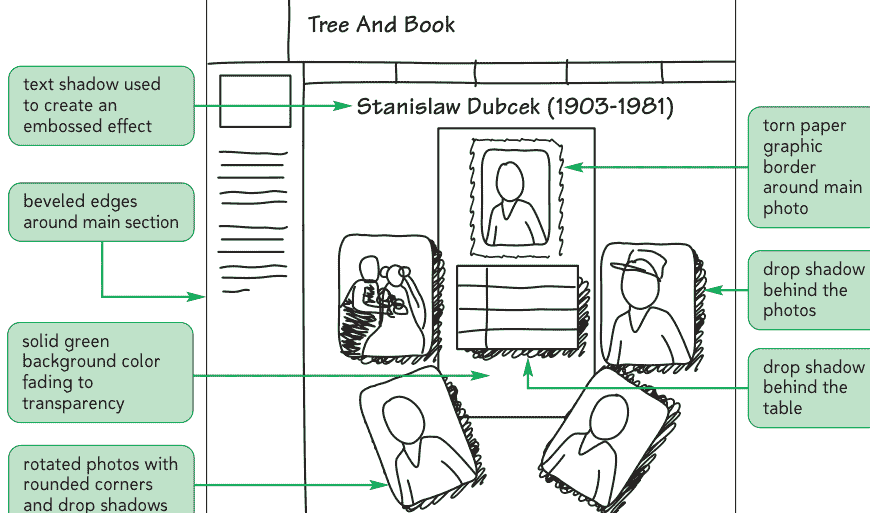 Tree And Book
text shadow used
to create an
embossed effect
Stanislaw Dubcek (1903-1981)
torn paper
graphic
border
around main
photo
beveled edges
around main section
drop shadow
behind the
photos
solid green
background color
fading to
transparency
drop shadow
behind the
table
rotated photos with
rounded corners
and drop shadows